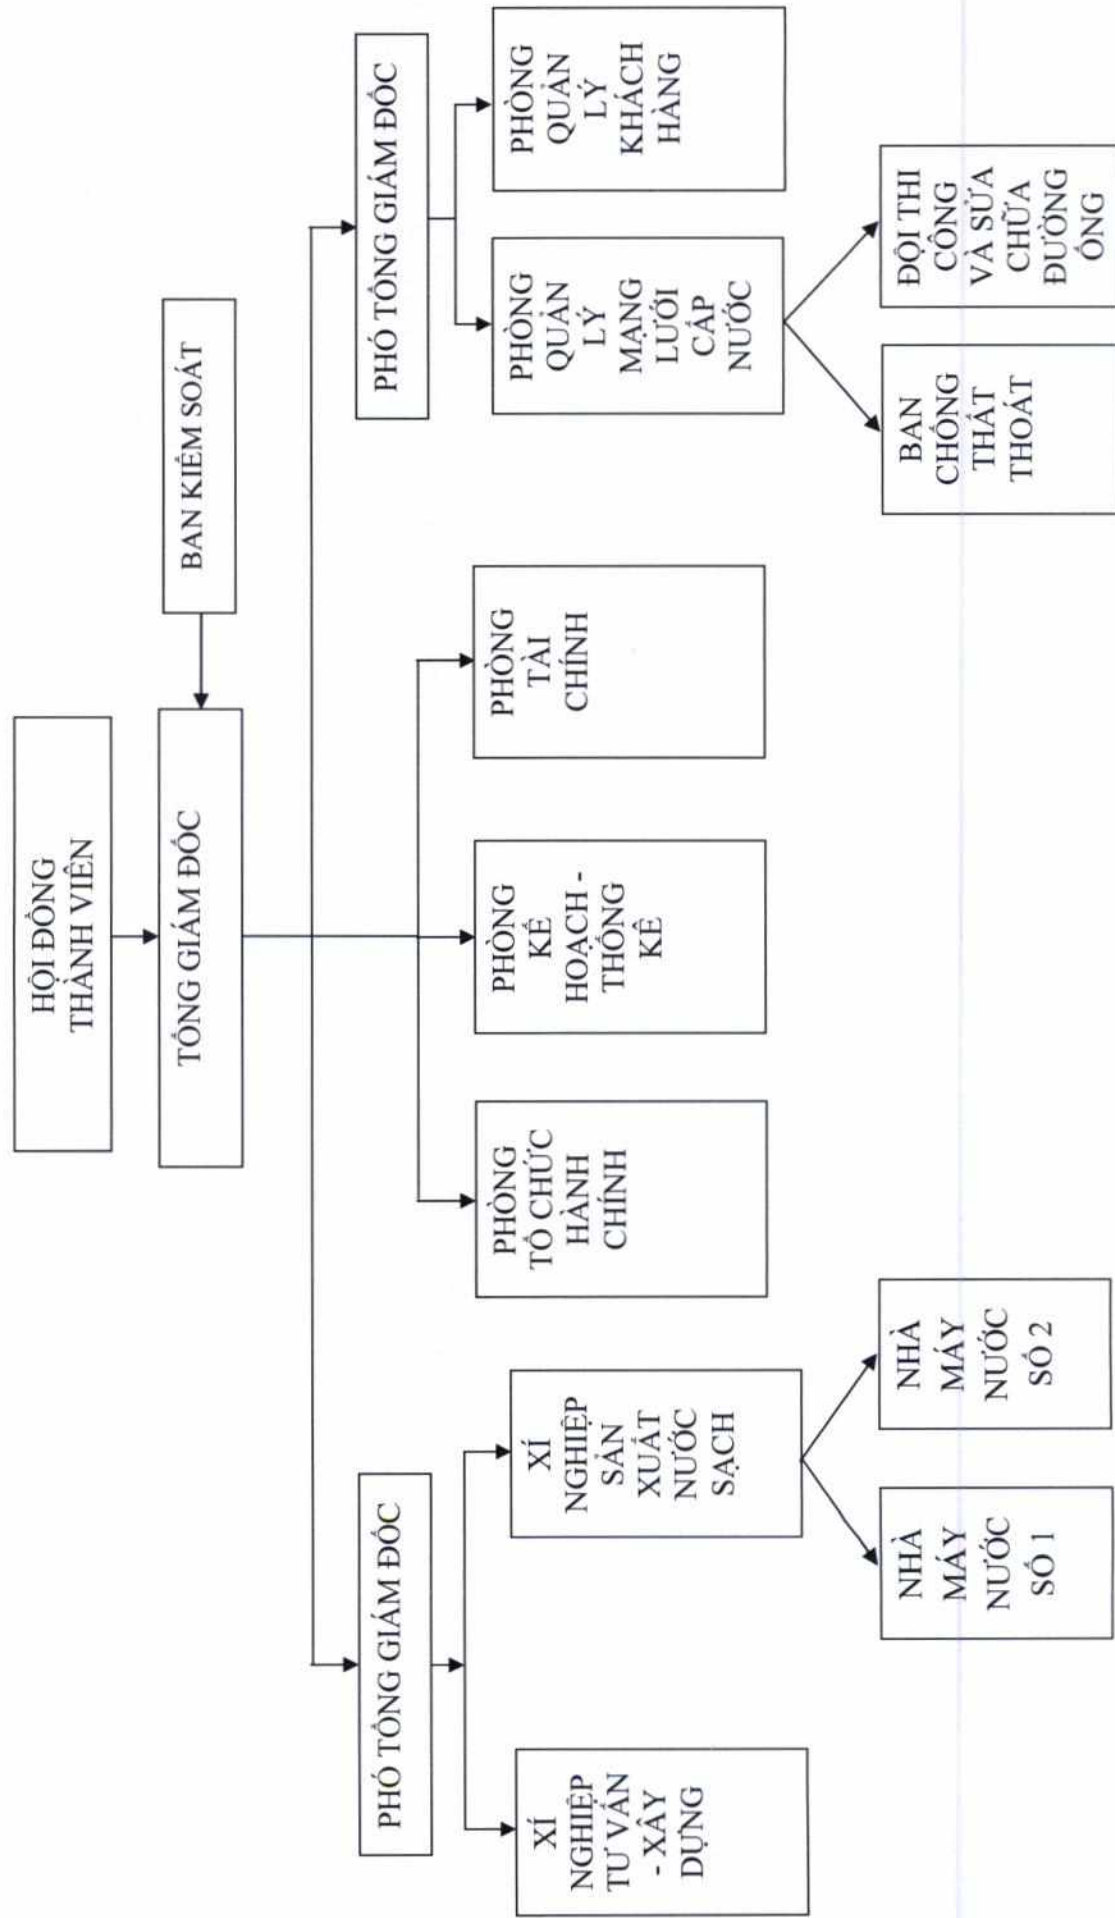 HỘI ĐỒNG
THÀNH VIÊN
TỔNG GIÁM ĐỐC
BAN KIỂM SOÁT
PHÓ TỔNG GIÁM ĐỐC
PHÓ TỔNG GIÁM ĐỐC
XÍ
NGHIỆP
TƯ VẤN
- XÂY
DỰNG
XÍ
NGHIỆP
SẢN
XUẤT
NƯỚC
SẠCH
PHÒNG
TỔ CHỨC
HÀNH
CHÍNH
PHÒNG
KẾ
HOẠCH -
THỐNG
KÊ
PHÒNG
TÀI
CHÍNH
PHÒNG
QUẢN
LÝ
MẠNG
LƯỚI
CẤP
NƯỚC
PHÒNG
QUẢN
LÝ
KHÁCH
HÀNG
NHÀ
MÁY
NƯỚC
SỐ 1
NHÀ
MÁY
NƯỚC
SỐ 2
BAN
CHỐNG
THẤT
THOÁT
ĐỘI THI
CÔNG
VÀ SỬA
CHỮA
ĐƯỜNG
ỐNG